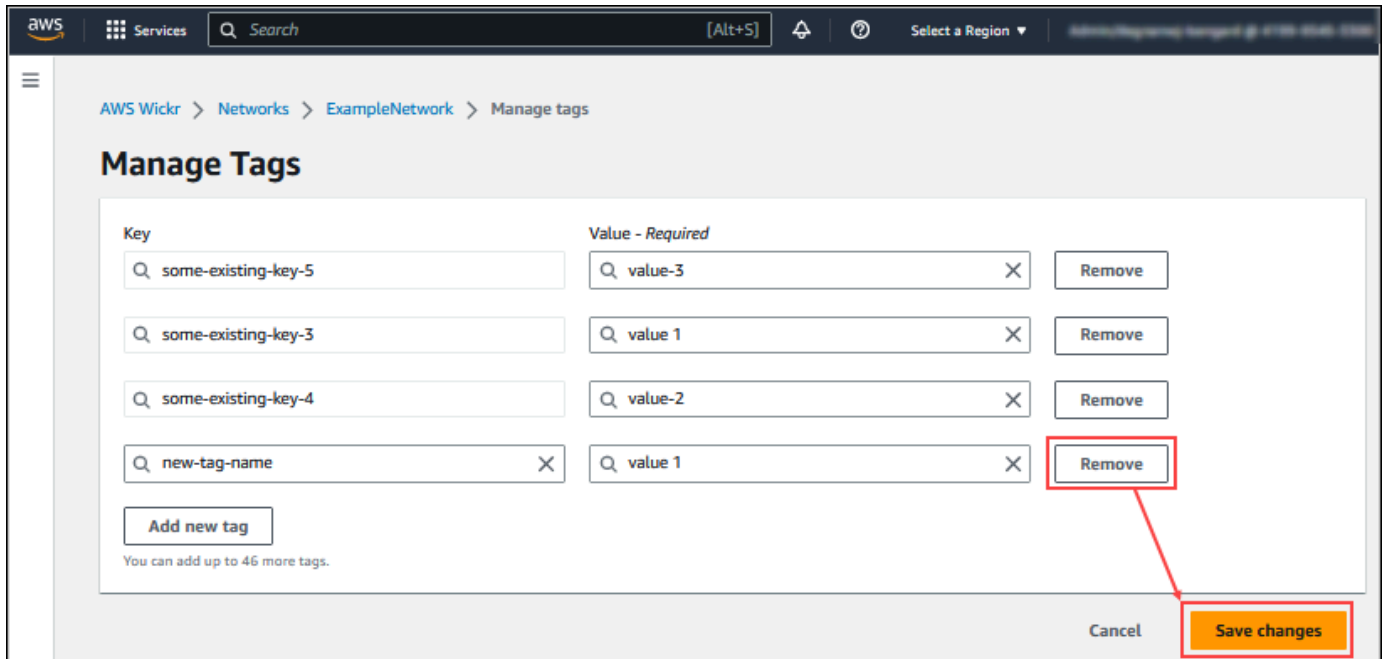 aws Services Search [Alt+S] Select a Region
AWS Wickr > Networks > ExampleNetwork > Manage tags
Manage Tags
Key Value - Required
some-existing-key-5 value-3 Remove
some-existing-key-3 value 1 Remove
some-existing-key-4 value-2 Remove
new-tag-name value 1 Remove
Add new tag
You can add up to 46 more tags.
Cancel Save changes